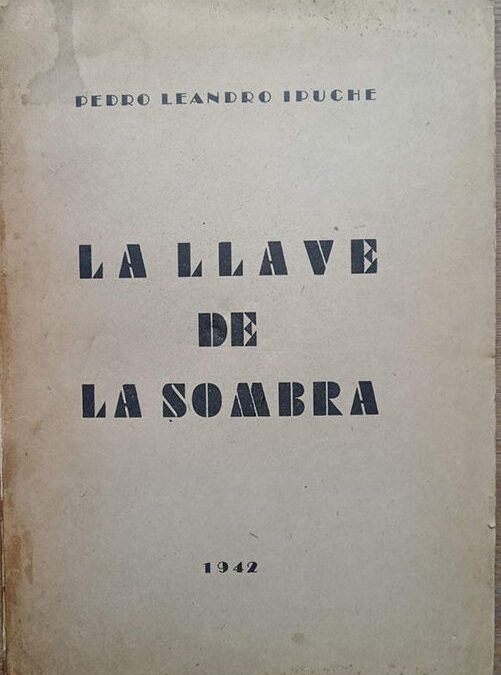 PEDRO LEANDRO IPUCHE
LA LLAVE
DE
LA SOMBRA
1942